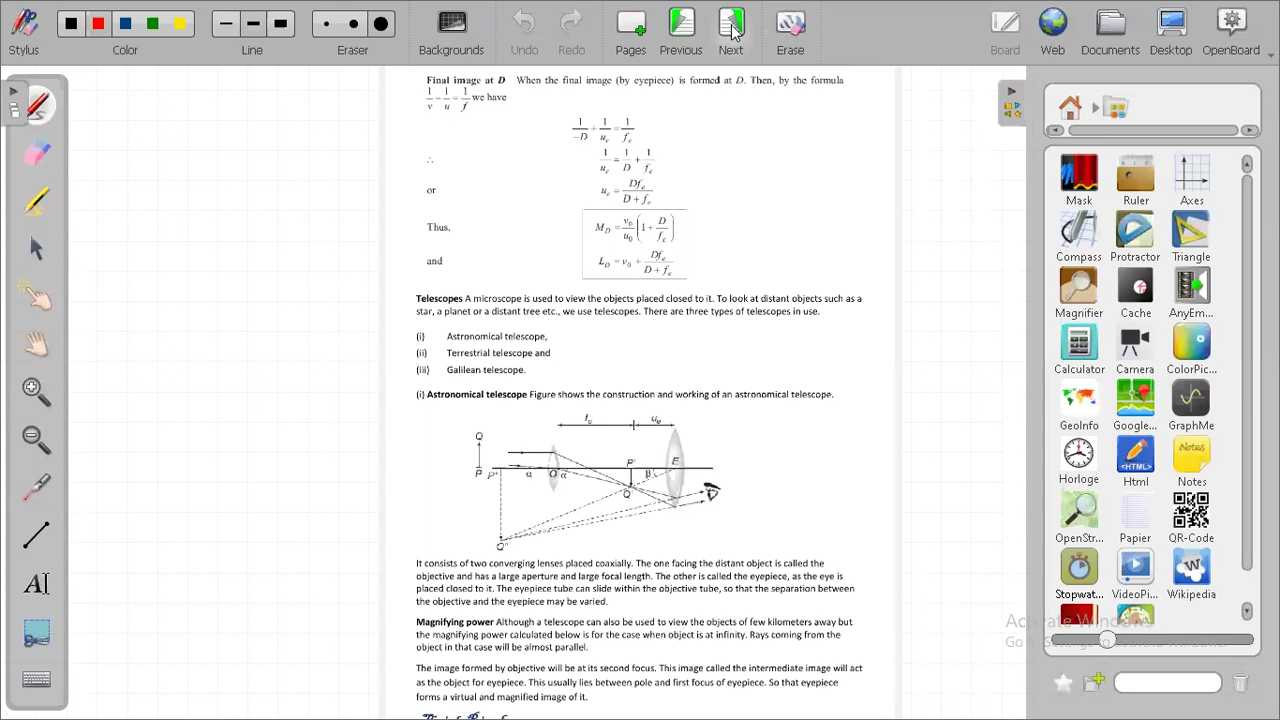 Stylus
Color
Line
Eraser
Backgrounds
Undo
Redo
Pages
Previous
Next
Erase
Board
Web
Documents
Desktop
OpenBoard
Final image at D When the final image (by eyepiece) is formed at D. Then, by the formula
1/v − 1/u = 1/f we have
1/−D + 1/u_e = 1/f_e
∴ 1/u_e = 1/D + 1/f_e
or u_e = Df_e/D + f_e
Thus, M_D = v_0/u_0 (1 + D/f_e)
and L_D = v_0 + Df_e/D + f_e
Telescopes A microscope is used to view the objects placed closed to it. To look at distant objects such as a
star, a planet or a distant tree etc., we use telescopes. There are three types of telescopes in use.
(i) Astronomical telescope,
(ii) Terrestrial telescope and
(iii) Galilean telescope.
(i) Astronomical telescope Figure shows the construction and working of an astronomical telescope.
f_o u_e
Q
P P" α O α P' β E
Q'
Q"
It consists of two converging lenses placed coaxially. The one facing the distant object is called the
objective and has a large aperture and large focal length. The other is called the eyepiece, as the eye is
placed closed to it. The eyepiece tube can slide within the objective tube, so that the separation between
the objective and the eyepiece may be varied.
Magnifying power Although a telescope can also be used to view the objects of few kilometers away but
the magnifying power calculated below is for the case when object is at infinity. Rays coming from the
object in that case will be almost parallel.
The image formed by objective will be at its second focus. This image called the intermediate image will act
as the object for eyepiece. This usually lies between pole and first focus of eyepiece. So that eyepiece
forms a virtual and magnified image of it.
Mask
Ruler
Axes
Compass
Protractor
Triangle
Magnifier
Cache
AnyEm...
Calculator
Camera
ColorPic...
GeoInfo
Google...
GraphMe
Horloge
<HTML>
Html
Notes
Notes
OpenStr...
Papier
QR-Code
Stopwat...
VideoPi...
W
Wikipedia
Activate Windows
AI